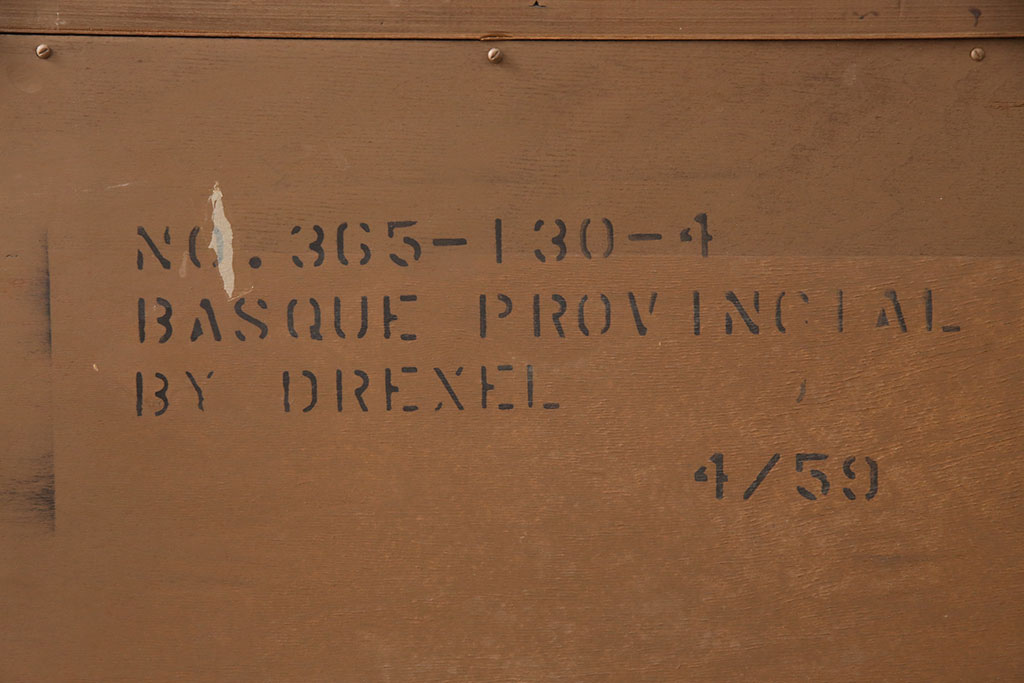 NO. 365-130-4
BASQUE PROVINCIAL
BY DREXEL
4/59